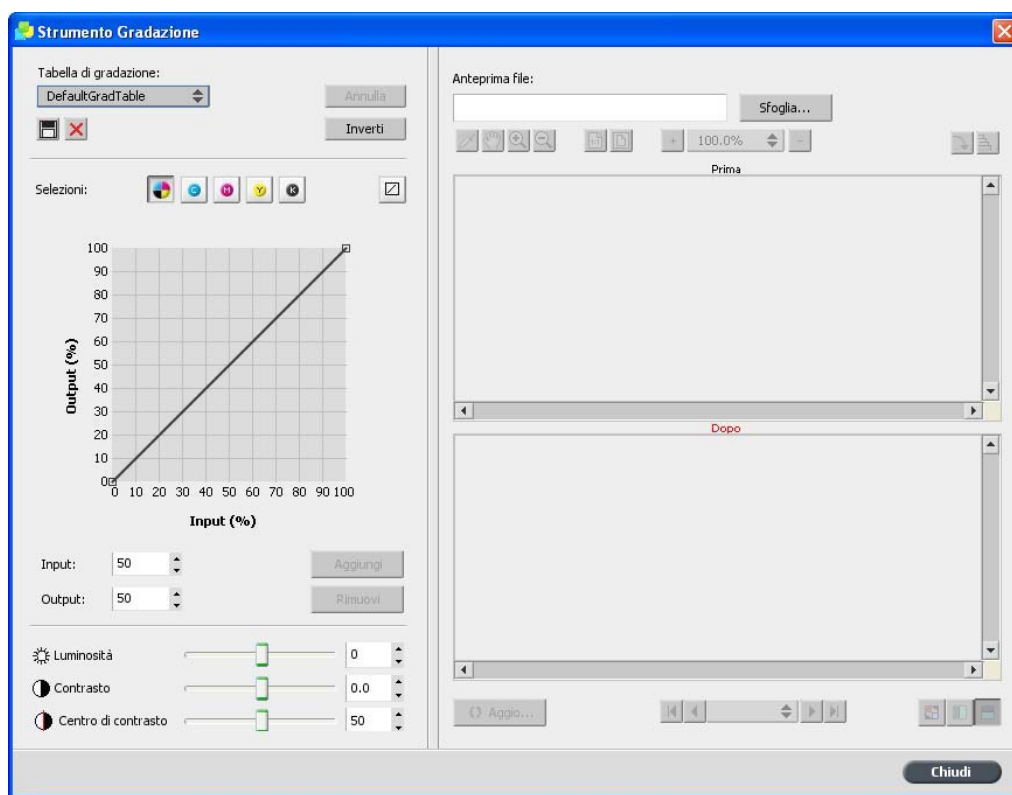 Strumento Gradazione
Tabella di gradazione:
DefaultGradTable
Annulla
Inverti
Selezioni:
C
M
Y
K
100
90
80
70
60
50
40
30
20
10
0
Output (%)
0 10 20 30 40 50 60 70 80 90 100
Input (%)
Input: 50
Aggiungi
Output: 50
Rimuovi
Luminosità 0
Contrasto 0.0
Centro di contrasto 50
Anteprima file:
Sfoglia...
+ 100.0% -
Prima
Dopo
Aggio...
Chiudi